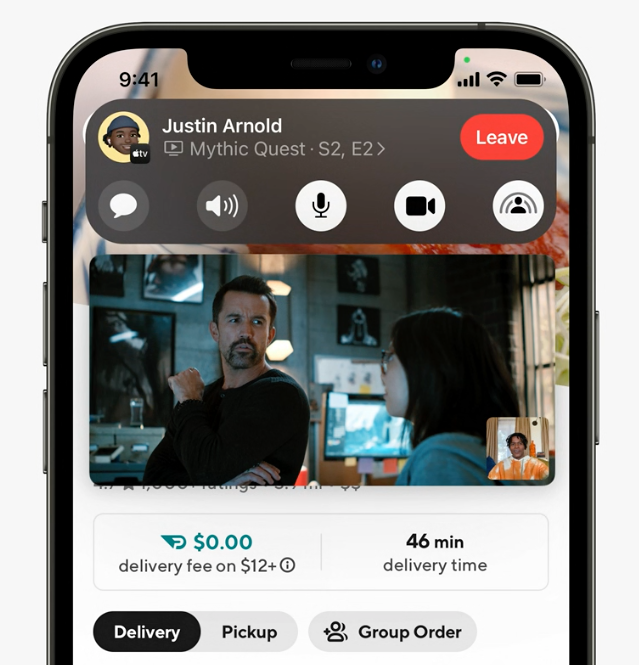 9:41
Justin Arnold
tv
Mythic Quest · S2, E2
Leave
$0.00
delivery fee on $12+
46 min
delivery time
Delivery
Pickup
Group Order